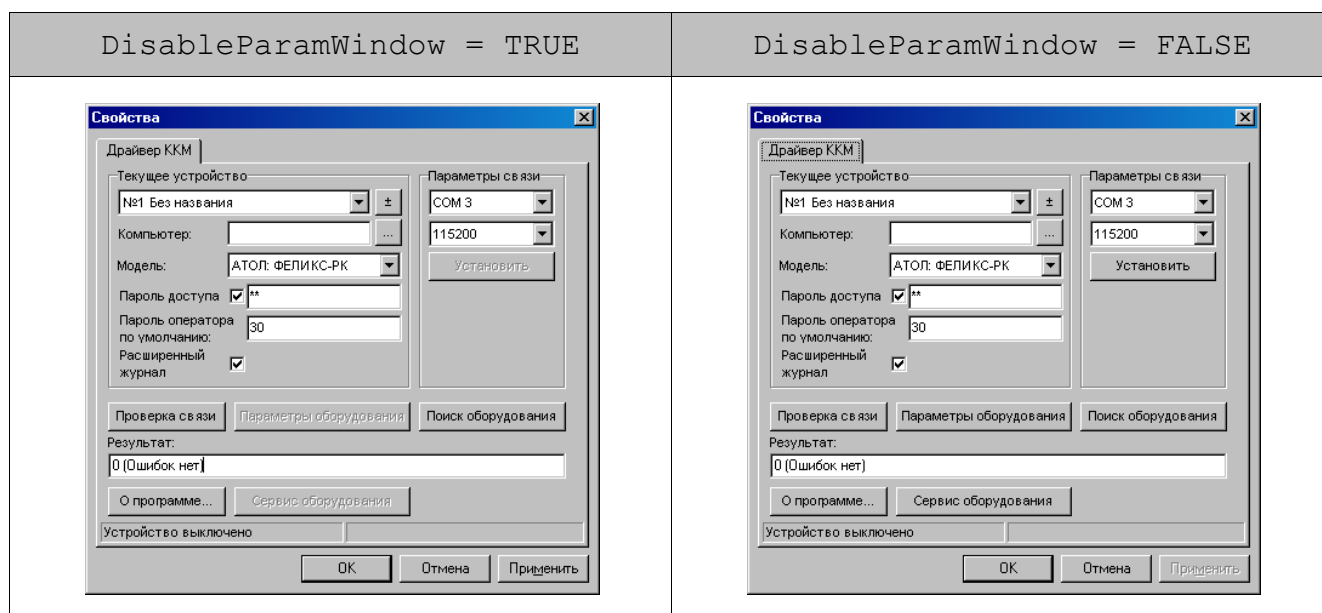 DisableParamWindow = TRUE
DisableParamWindow = FALSE
Свойства
Драйвер ККМ
Текущее устройство
Параметры связи
№1 Без названия
±
COM 3
Компьютер:
...
115200
Модель:
АТОЛ: ФЕЛИКС-РК
Установить
Пароль доступа
**
Пароль оператора
по умолчанию:
30
Расширенный
журнал
Проверка связи
Параметры оборудования
Поиск оборудования
Результат:
0 (Ошибок нет)
О программе...
Сервис оборудования
Устройство выключено
OK
Отмена
Применить
Свойства
Драйвер ККМ
Текущее устройство
Параметры связи
№1 Без названия
±
COM 3
Компьютер:
...
115200
Модель:
АТОЛ: ФЕЛИКС-РК
Установить
Пароль доступа
**
Пароль оператора
по умолчанию:
30
Расширенный
журнал
Проверка связи
Параметры оборудования
Поиск оборудования
Результат:
0 (Ошибок нет)
О программе...
Сервис оборудования
Устройство выключено
OK
Отмена
Применить